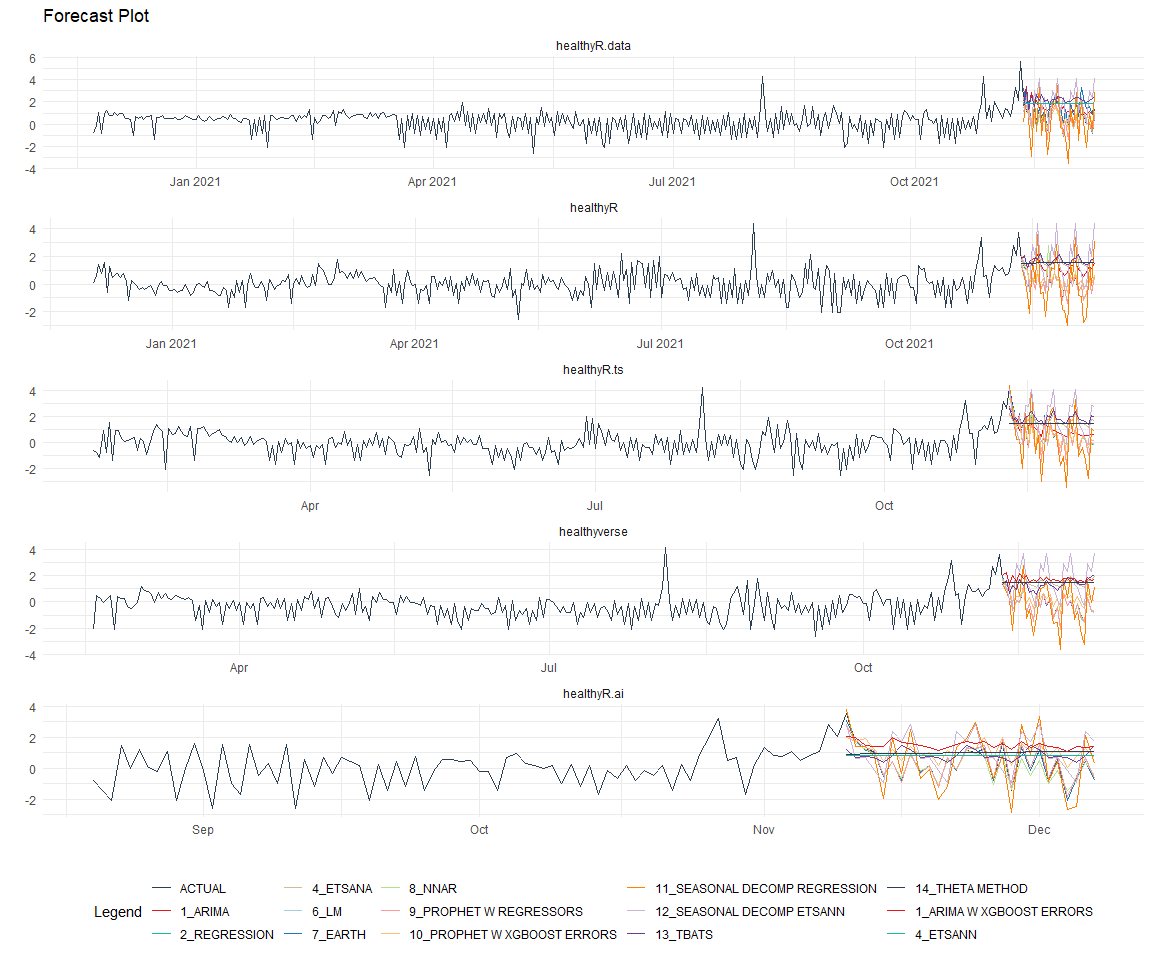 Forecast Plot
healthyR.data
6
4
2
0
-2
-4
Jan 2021 Apr 2021 Jul 2021 Oct 2021
healthyR
4
2
0
-2
Jan 2021 Apr 2021 Jul 2021 Oct 2021
healthyR.ts
4
2
0
-2
Apr Jul Oct
healthyverse
4
2
0
-2
-4
Apr Jul Oct
healthyR.ai
4
2
0
-2
Sep Oct Nov Dec
ACTUAL 4_ETSANA 8_NNAR 11_SEASONAL DECOMP REGRESSION 14_THETA METHOD
Legend 1_ARIMA 6_LM 9_PROPHET W REGRESSORS 12_SEASONAL DECOMP ETSANN 1_ARIMA W XGBOOST ERRORS
2_REGRESSION 7_EARTH 10_PROPHET W XGBOOST ERRORS 13_TBATS 4_ETSANN